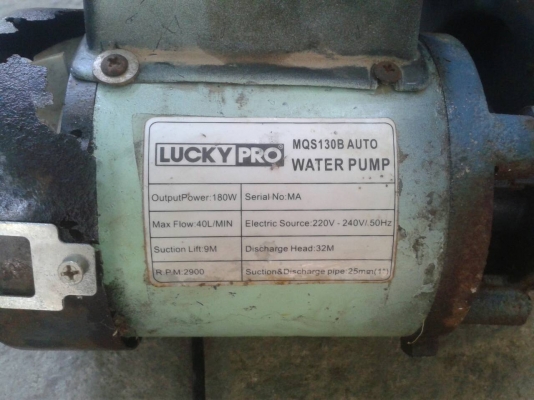 LUCKY PRO
MQS130B AUTO
WATER PUMP
OutputPower:180W
Serial No:MA
Max Flow:40L/MIN
Electric Source:220V - 240V/.50Hz
Suction Lift:9M
Discharge Head:32M
R.P.M:2900
Suction&Discharge pipe:25mm(1")